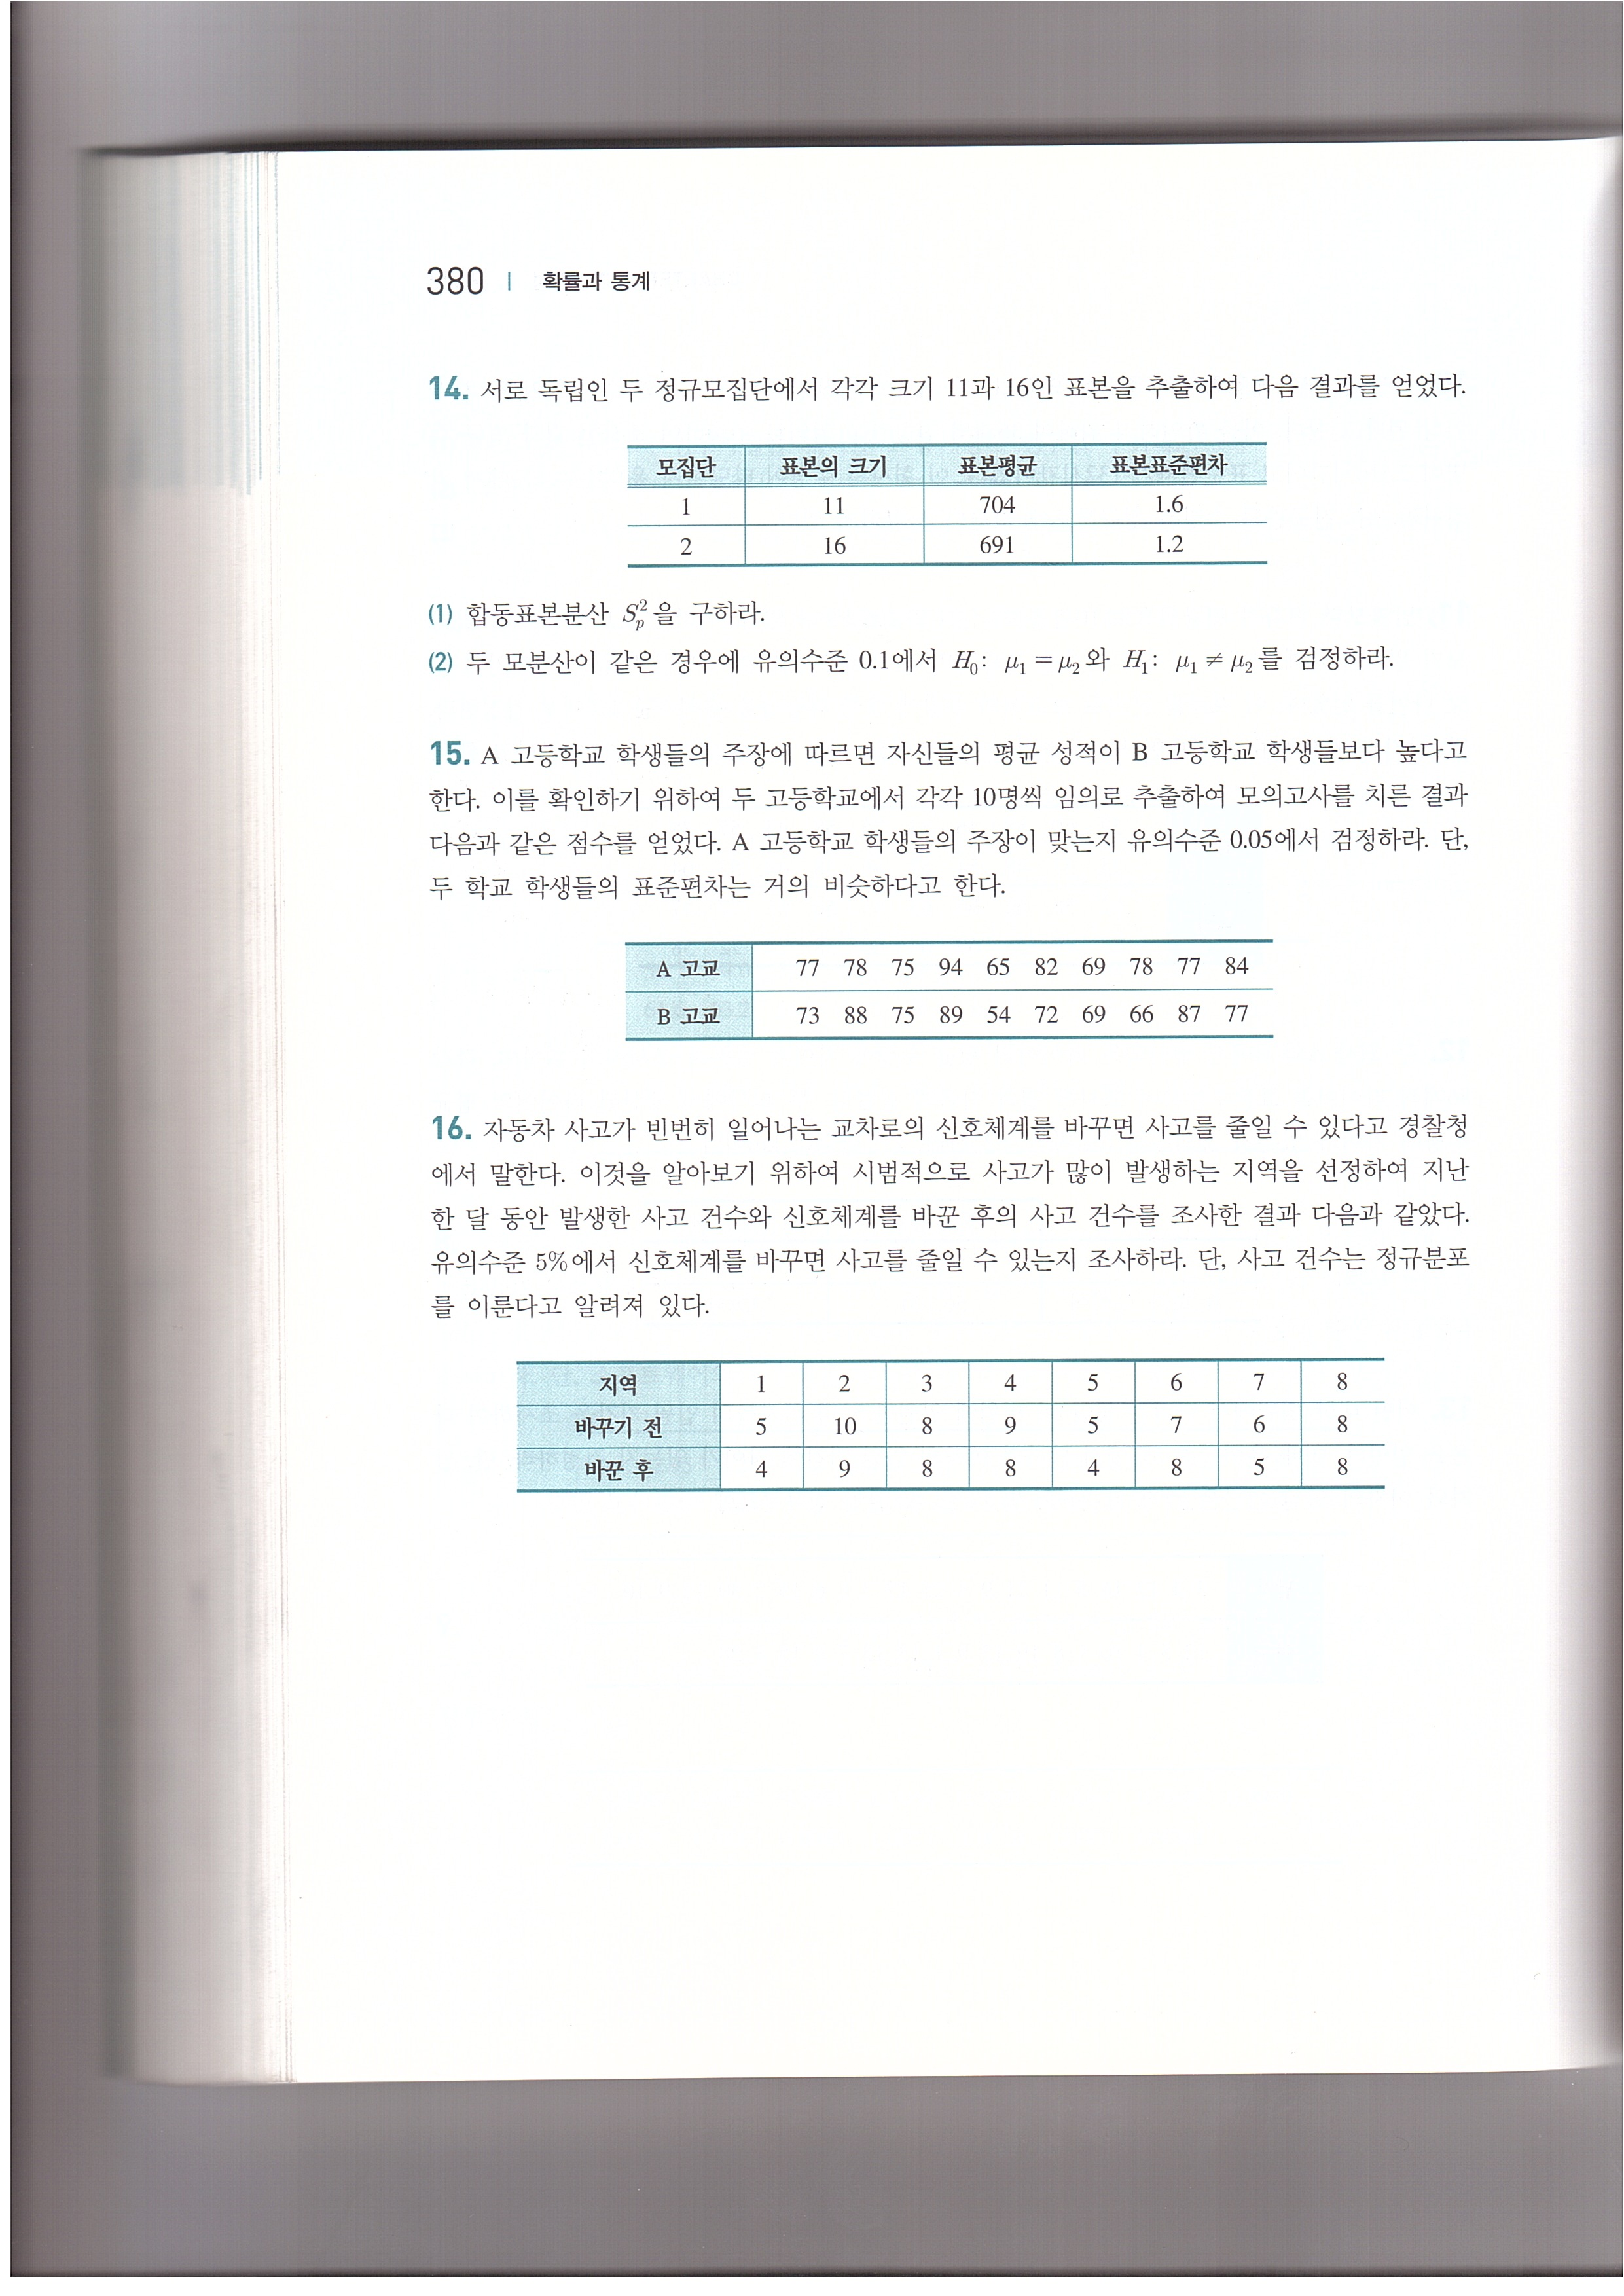 380 | 확률과 통계
14. 서로 독립인 두 정규모집단에서 각각 크기 11과 16인 표본을 추출하여 다음 결과를 얻었다.
모집단 표본의 크기 표본평균 표본표준편차
1 11 704 1.6
2 16 691 1.2
(1) 합동표본분산 S_p^2을 구하라.
(2) 두 모분산이 같은 경우에 유의수준 0.1에서 H₀: μ₁ = μ₂와 H₁: μ₁ ≠ μ₂를 검정하라.
15. A 고등학교 학생들의 주장에 따르면 자신들의 평균 성적이 B 고등학교 학생들보다 높다고
한다. 이를 확인하기 위하여 두 고등학교에서 각각 10명씩 임의로 추출하여 모의고사를 치른 결과
다음과 같은 점수를 얻었다. A 고등학교 학생들의 주장이 맞는지 유의수준 0.05에서 검정하라. 단,
두 학교 학생들의 표준편차는 거의 비슷하다고 한다.
A 고교 77 78 75 94 65 82 69 78 77 84
B 고교 73 88 75 89 54 72 69 66 87 77
16. 자동차 사고가 빈번히 일어나는 교차로의 신호체계를 바꾸면 사고를 줄일 수 있다고 경찰청
에서 말한다. 이것을 알아보기 위하여 시범적으로 사고가 많이 발생하는 지역을 선정하여 지난
한 달 동안 발생한 사고 건수와 신호체계를 바꾼 후의 사고 건수를 조사한 결과 다음과 같았다.
유의수준 5%에서 신호체계를 바꾸면 사고를 줄일 수 있는지 조사하라. 단, 사고 건수는 정규분포
를 이룬다고 알려져 있다.
지역 1 2 3 4 5 6 7 8
바꾸기 전 5 10 8 9 5 7 6 8
바꾼 후 4 9 8 8 4 8 5 8